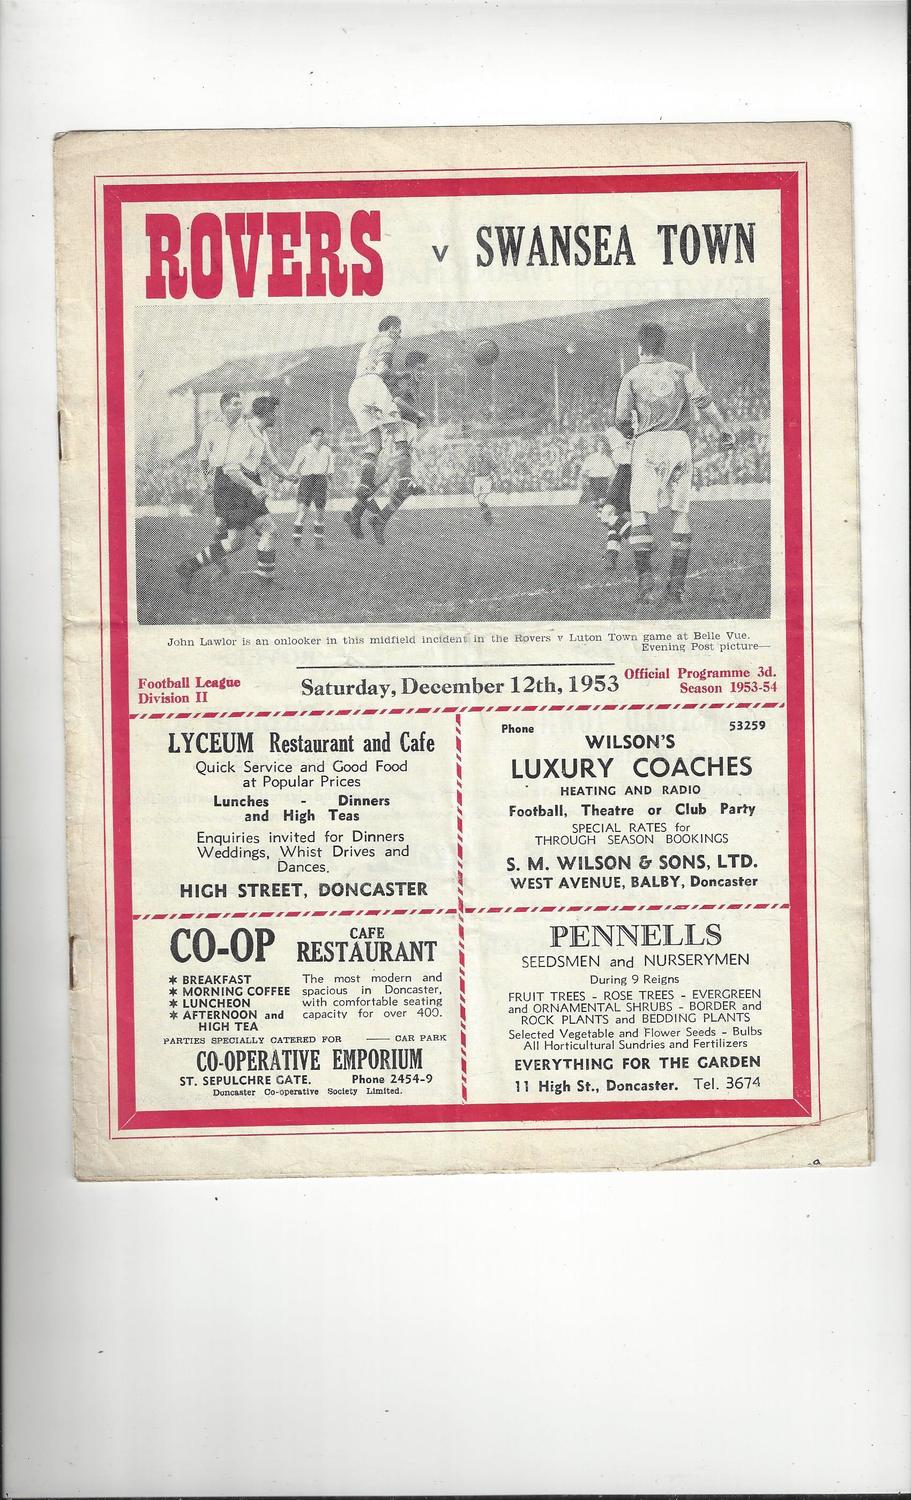 ROVERS v SWANSEA TOWN
John Lawlor is an onlooker in this midfield incident in the Rovers v Luton Town game at Belle Vue.
Evening Post picture—
Football League
Division II
Saturday, December 12th, 1953
Official Programme 3d.
Season 1953-54
LYCEUM Restaurant and Cafe
Quick Service and Good Food
at Popular Prices
Lunches - Dinners
and High Teas
Enquiries invited for Dinners
Weddings, Whist Drives and
Dances.
HIGH STREET, DONCASTER
Phone 53259
WILSON'S
LUXURY COACHES
HEATING AND RADIO
Football, Theatre or Club Party
SPECIAL RATES for
THROUGH SEASON BOOKINGS
S. M. WILSON & SONS, LTD.
WEST AVENUE, BALBY, Doncaster
CO-OP CAFE
RESTAURANT
* BREAKFAST
* MORNING COFFEE
* LUNCHEON
* AFTERNOON and
HIGH TEA
The most modern and
spacious in Doncaster,
with comfortable seating
capacity for over 400.
PARTIES SPECIALLY CATERED FOR —— CAR PARK
CO-OPERATIVE EMPORIUM
ST. SEPULCHRE GATE. Phone 2454-9
Doncaster Co-operative Society Limited.
PENNELLS
SEEDSMEN and NURSERYMEN
During 9 Reigns
FRUIT TREES - ROSE TREES - EVERGREEN
and ORNAMENTAL SHRUBS - BORDER and
ROCK PLANTS and BEDDING PLANTS
Selected Vegetable and Flower Seeds - Bulbs
All Horticultural Sundries and Fertilizers
EVERYTHING FOR THE GARDEN
11 High St., Doncaster. Tel. 3674